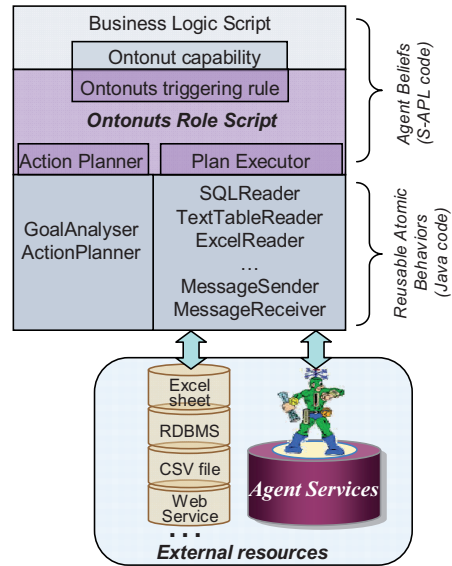 Business Logic Script
Ontonut capability
Ontonuts triggering rule
Ontonuts Role Script
Action Planner
Plan Executor
Agent Beliefs
(S-APL code)
GoalAnalyser
ActionPlanner
SQLReader
TextTableReader
ExcelReader
...
MessageSender
MessageReceiver
Reusable Atomic
Behaviors
(Java code)
Excel
sheet
RDBMS
CSV file
Web
Service
...
Agent Services
External resources